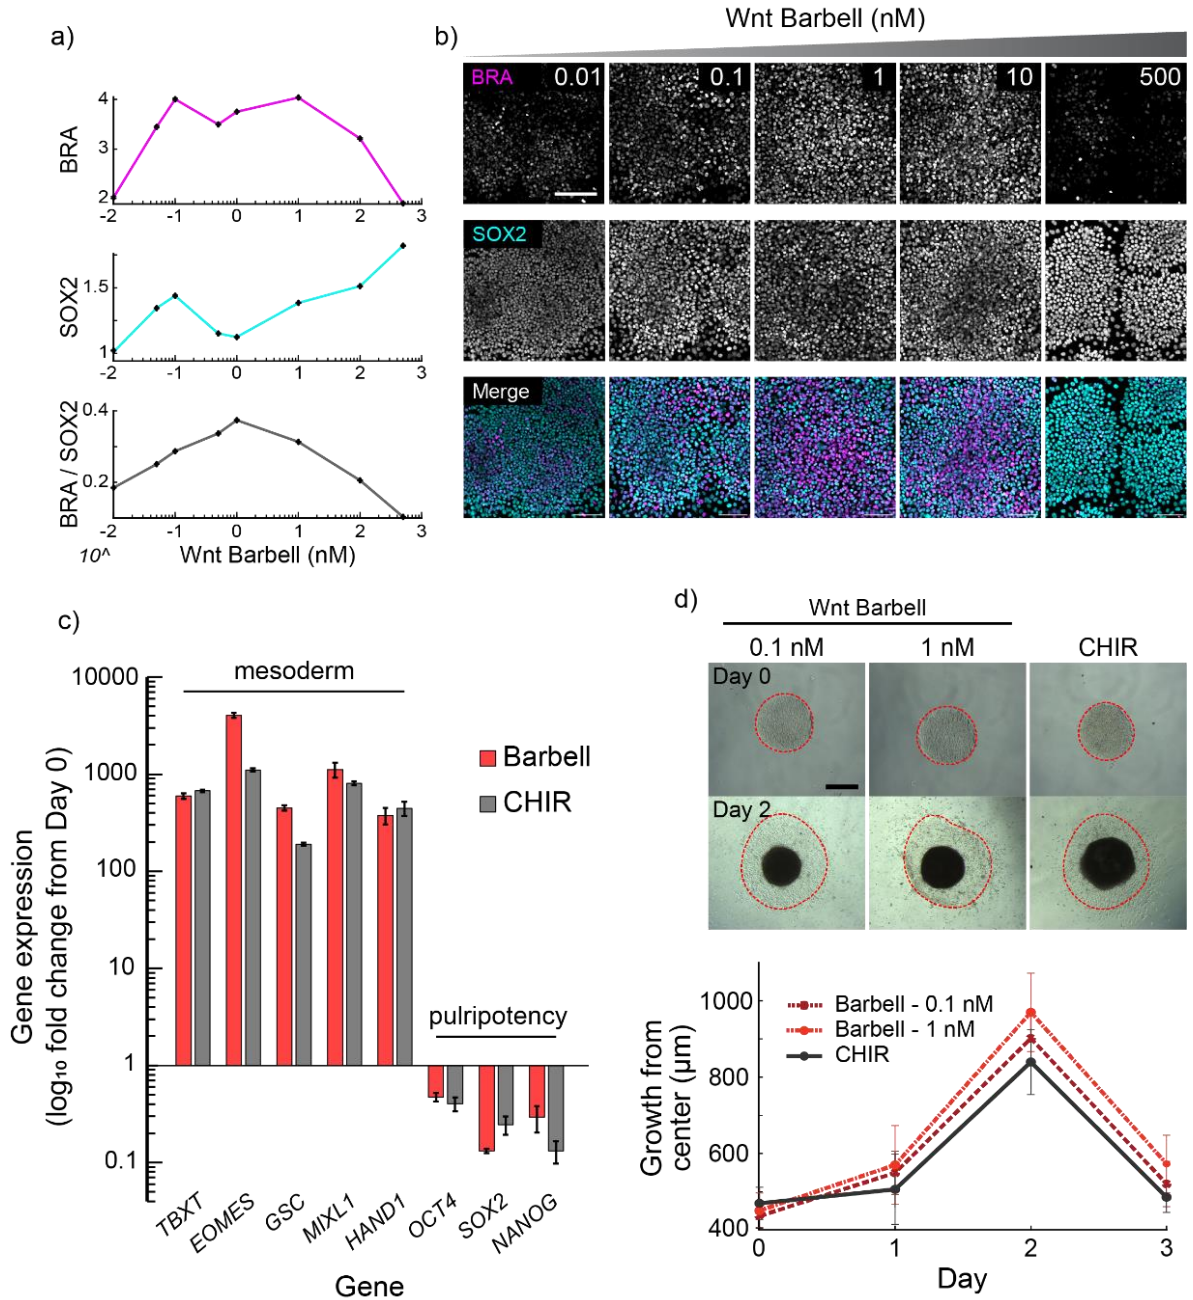 a)
BRA
4
3
2
-2 -1 0 1 2 3
SOX2
1.5
1
-2 -1 0 1 2 3
BRA / SOX2
0.4
0.2
-2 -1 0 1 2 3
10^ Wnt Barbell (nM)
b)
Wnt Barbell (nM)
BRA 0.01 0.1 1 10 500
SOX2
Merge
c)
Gene expression
(log₁₀ fold change from Day 0)
10000
1000
100
10
1
0.1
mesoderm
Barbell
CHIR
pulripotency
TBXT EOMES GSC MIXL1 HAND1 OCT4 SOX2 NANOG
Gene
d)
Wnt Barbell
0.1 nM 1 nM CHIR
Day 0
Day 2
Growth from
center (µm)
1000
800
600
400
Barbell - 0.1 nM
Barbell - 1 nM
CHIR
0 1 2 3
Day